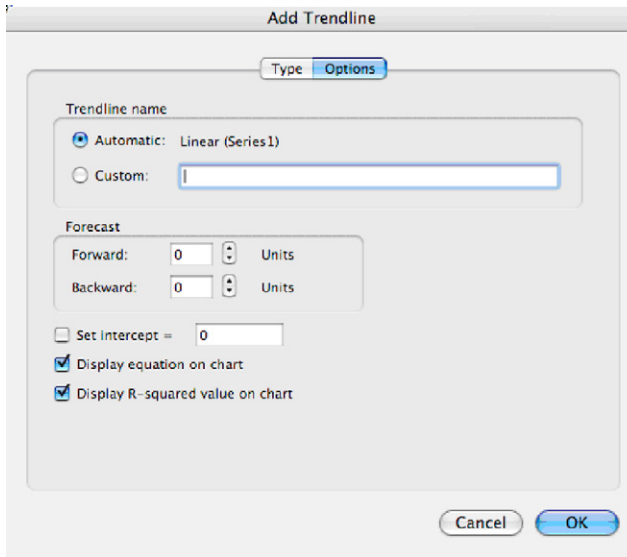 Add Trendline
Type Options
Trendline name
Automatic: Linear (Series1)
Custom:
Forecast
Forward: 0 Units
Backward: 0 Units
Set intercept = 0
Display equation on chart
Display R-squared value on chart
Cancel OK